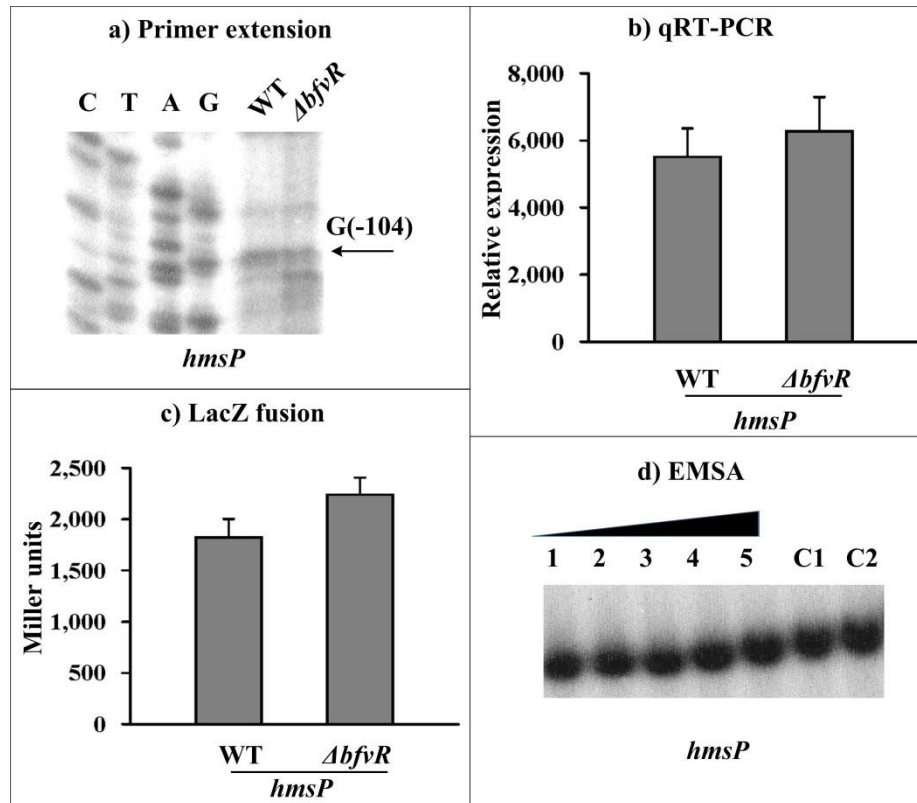 a) Primer extension
C T A G WT ΔbfvR
G(-104)
hmsP
b) qRT-PCR
Relative expression
8,000
6,000
4,000
2,000
0
WT ΔbfvR
hmsP
c) LacZ fusion
Miller units
2,500
2,000
1,500
1,000
500
0
WT ΔbfvR
hmsP
d) EMSA
1 2 3 4 5 C1 C2
hmsP